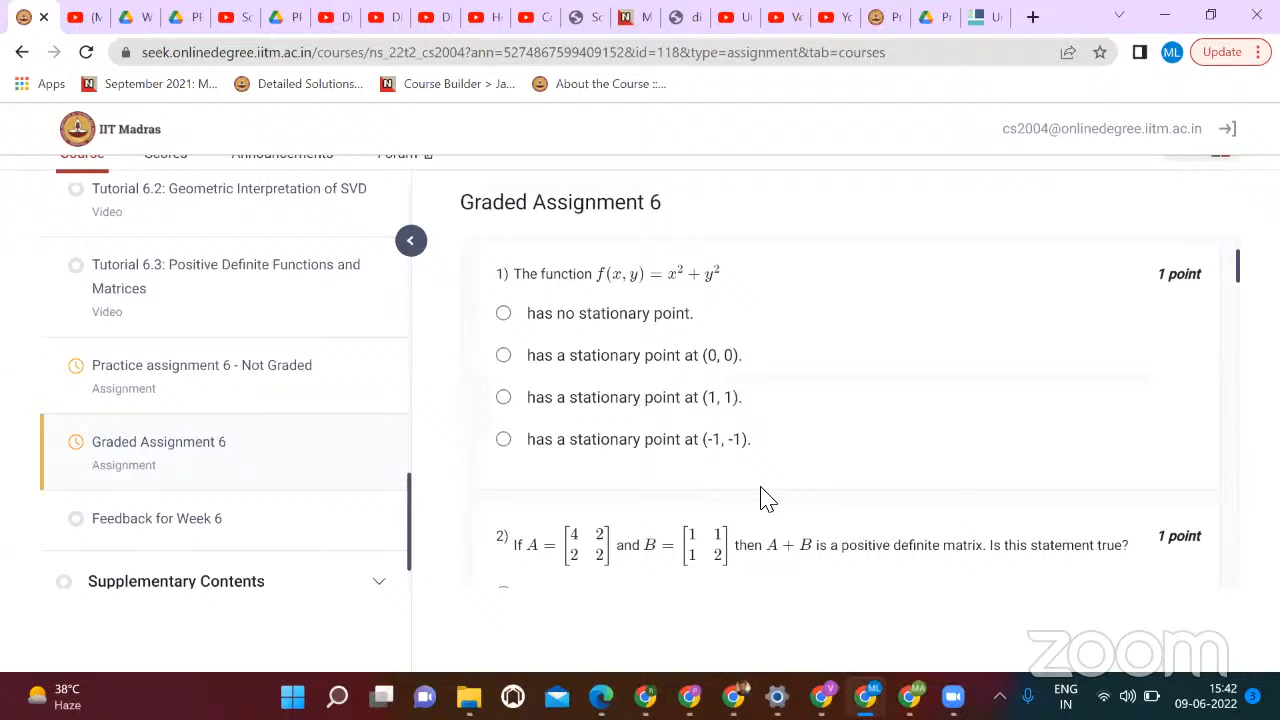 seek.onlinedegree.iitm.ac.in/courses/ns_22t2_cs2004?ann=5274867599409152&id=118&type=assignment&tab=courses
ML
Update
Apps
September 2021: M...
Detailed Solutions...
Course Builder > Ja...
About the Course ::...
IIT Madras
cs2004@onlinedegree.iitm.ac.in
Course Scores Announcements Forum
Tutorial 6.2: Geometric Interpretation of SVD
Video
Tutorial 6.3: Positive Definite Functions and
Matrices
Video
Practice assignment 6 - Not Graded
Assignment
Graded Assignment 6
Assignment
Feedback for Week 6
Supplementary Contents
Graded Assignment 6
1) The function f(x, y) = x² + y²
1 point
has no stationary point.
has a stationary point at (0, 0).
has a stationary point at (1, 1).
has a stationary point at (-1, -1).
2) If A = [4 2 2 2] and B = [1 1 1 2] then A + B is a positive definite matrix. Is this statement true?
1 point
zoom
38°C
Haze
ENG
IN
15:42
09-06-2022
3